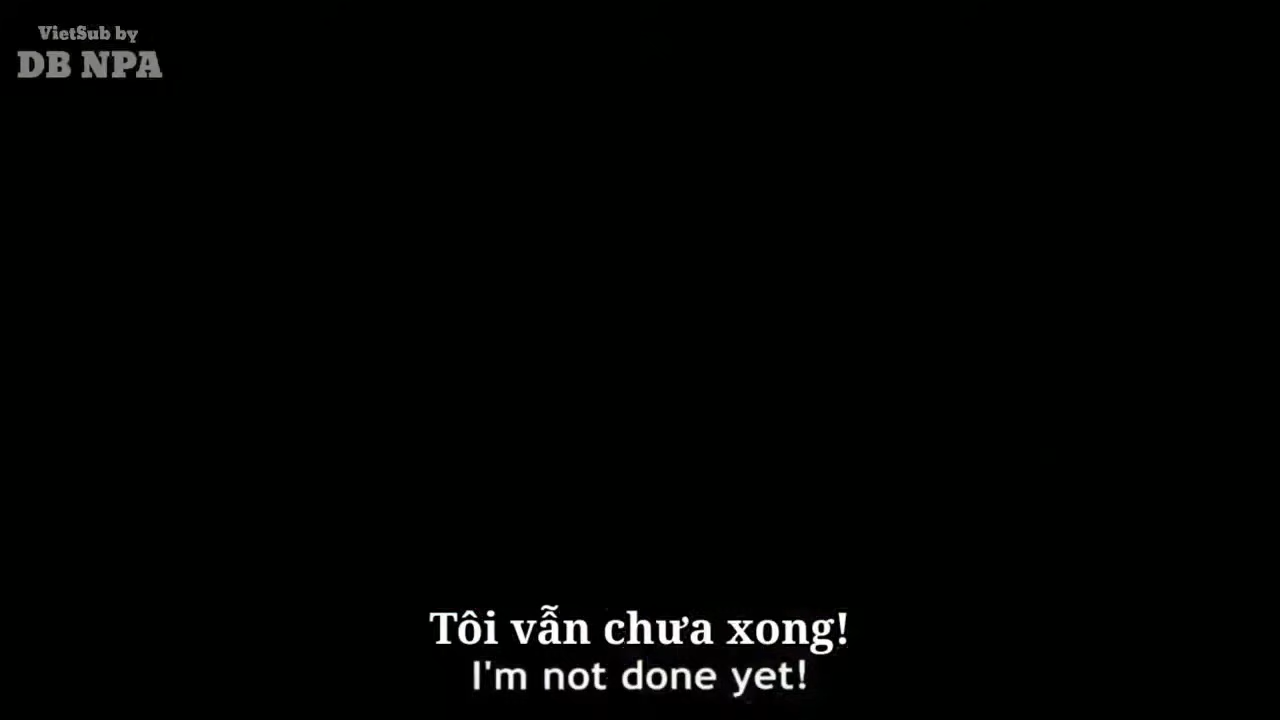 VietSub by
DB NPA
Tôi vẫn chưa xong!
I'm not done yet!